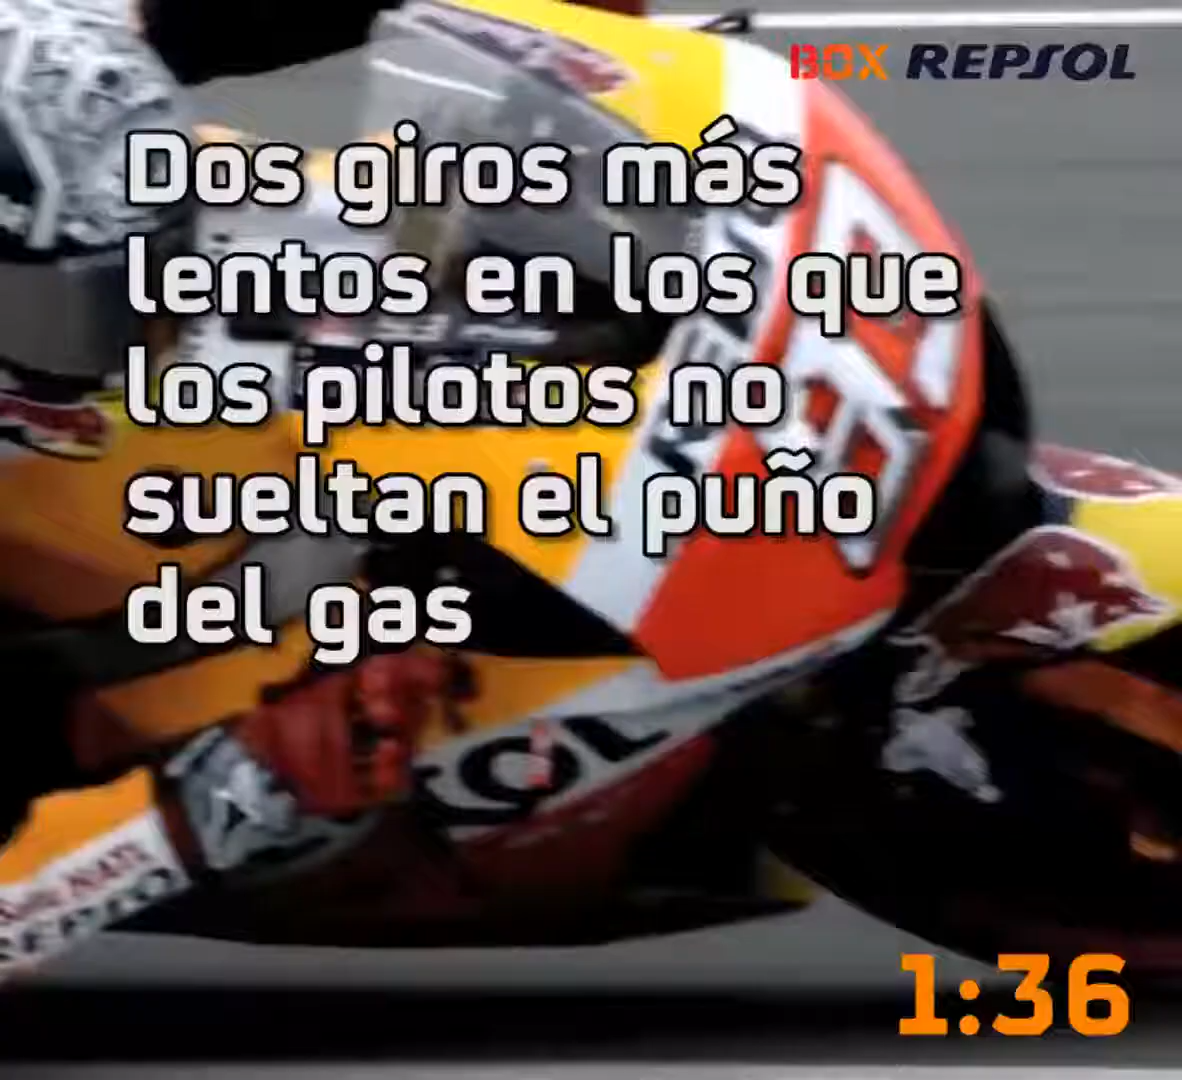 BOX REPSOL
Dos giros más
lentos en los que
los pilotos no
sueltan el puño
del gas
SOL
1:36